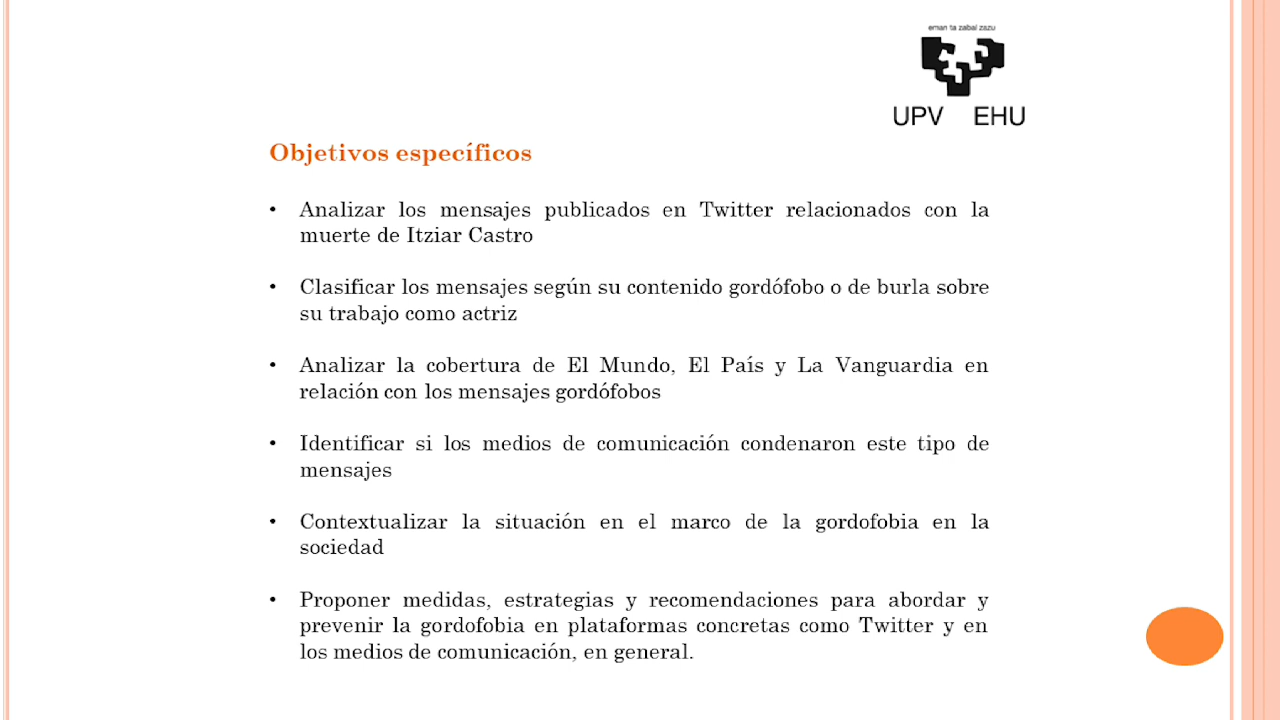 eman ta zabal zazu
UPV EHU
Objetivos específicos
• Analizar los mensajes publicados en Twitter relacionados con la
muerte de Itziar Castro
• Clasificar los mensajes según su contenido gordófobo o de burla sobre
su trabajo como actriz
• Analizar la cobertura de El Mundo, El País y La Vanguardia en
relación con los mensajes gordófobos
• Identificar si los medios de comunicación condenaron este tipo de
mensajes
• Contextualizar la situación en el marco de la gordofobia en la
sociedad
• Proponer medidas, estrategias y recomendaciones para abordar y
prevenir la gordofobia en plataformas concretas como Twitter y en
los medios de comunicación, en general.